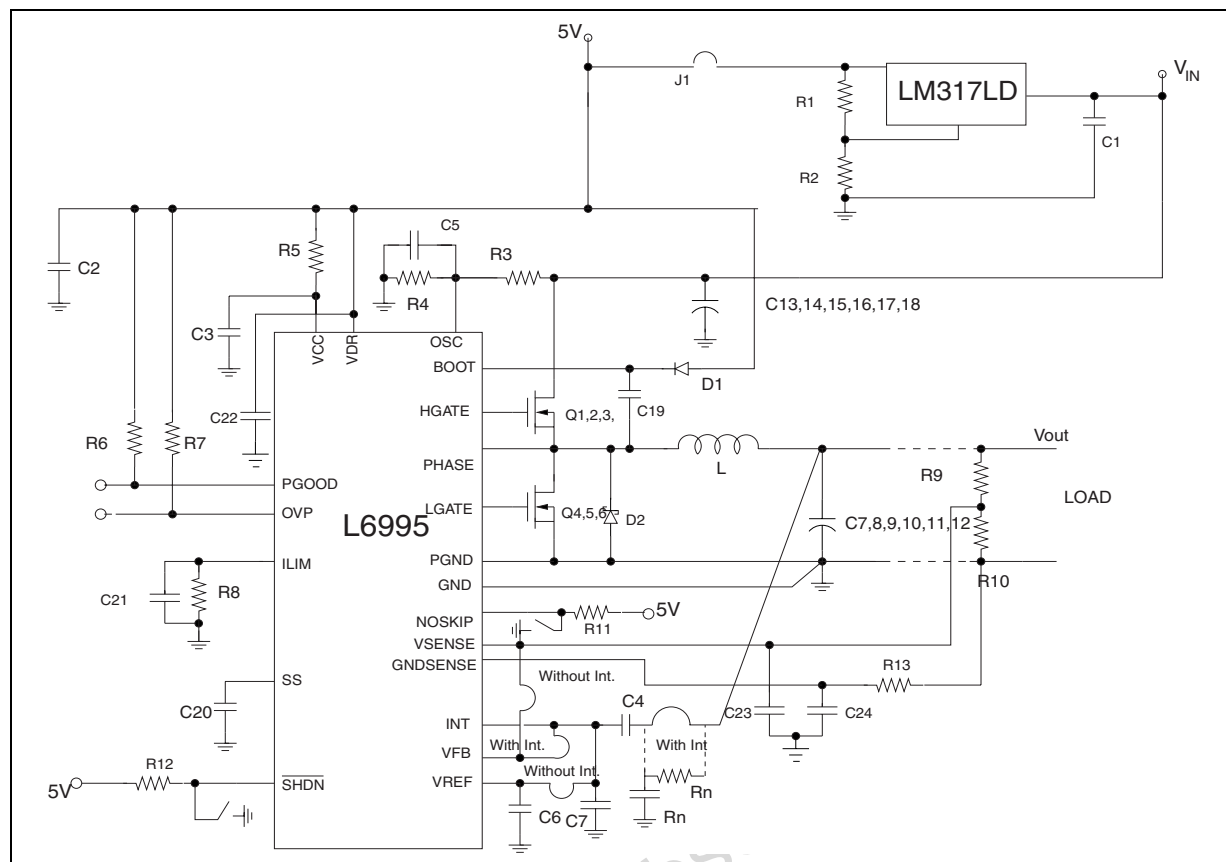 5V
J1
R1
LM317LD
V_IN
C1
R2
C5
R5
R3
C2
R4
C13,14,15,16,17,18
C3
VCC
VDR
OSC
BOOT
D1
C22
HGATE
Q1,2,3,
C19
R6
R7
Vout
PHASE
L
R9
PGOOD
LOAD
OVP
LGATE
Q4,5,6
D2
C7,8,9,10,11,12
L6995
ILIM
PGND
R10
C21
R8
GND
NOSKIP
R11
5V
VSENSE
GNDSENSE
Without Int.
R13
SS
C20
C4
C23
C24
INT
With Int.
With Int
VFB
R12
Without Int.
5V
SHDN
VREF
Rn
C6
C7
Rn